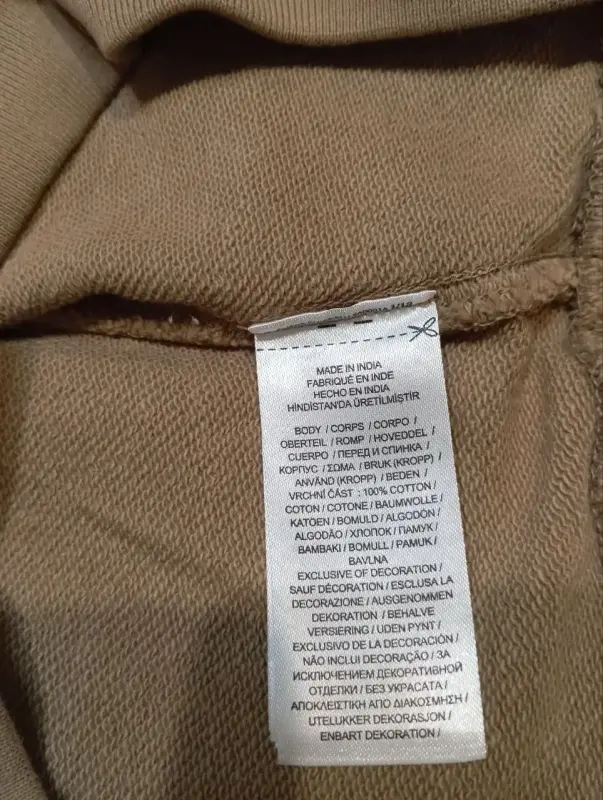 MADE IN INDIA
FABRIQUÉ EN INDE
HECHO EN INDIA
HİNDİSTAN'DA ÜRETİLMİŞTİR
BODY / CORPS / CORPO /
OBERTEIL / ROMP / HOVEDDEL /
CUERPO / ПЕРЕД И СПИНКА /
КОРПУС / ΣΩΜΑ / BRUK (KROPP) /
ANVÄND (KROPP) / BEDEN /
VRCHNÍ ČÁST : 100% COTTON /
COTON / COTONE / BAUMWOLLE /
KATOEN / BOMULD / ALGODÓN /
ALGODÃO / ХЛОПОК / ПАМУК /
BAMBAKI / BOMULL / PAMUK /
BAVLNA
EXCLUSIVE OF DECORATION /
SAUF DÉCORATION / ESCLUSA LA
DECORAZIONE / AUSGENOMMEN
DEKORATION / BEHALVE
VERSIERING / UDEN PYNT /
EXCLUSIVO DE LA DECORACIÓN /
NÃO INCLUI DECORAÇÃO / ЗА
ИСКЛЮЧЕНИЕМ ДЕКОРАТИВНОЙ
ОТДЕЛКИ / БЕЗ УКРАСАТА /
ΑΠΟΚΛΕΙΣΤΙΚΗ ΑΠΟ ΔΙΑΚΟΣΜΗΣΗ /
UTELUKKER DEKORASJON /
ENBART DEKORATION /